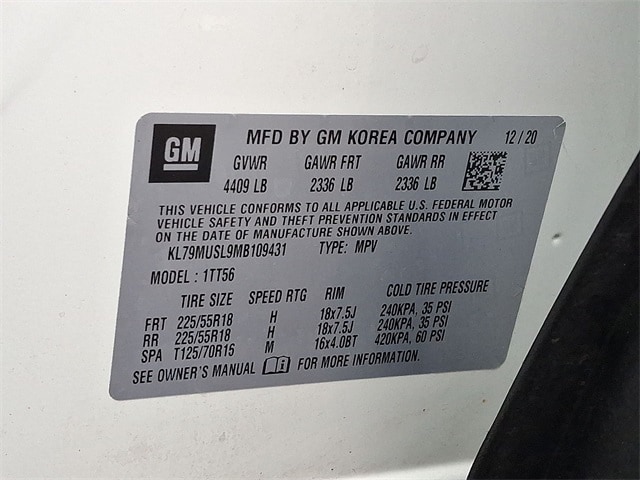 GM MFD BY GM KOREA COMPANY 12/20
GVWR GAWR FRT GAWR RR
4409 LB 2336 LB 2336 LB
THIS VEHICLE CONFORMS TO ALL APPLICABLE U.S. FEDERAL MOTOR
VEHICLE SAFETY AND THEFT PREVENTION STANDARDS IN EFFECT
ON THE DATE OF MANUFACTURE SHOWN ABOVE.
KL79MUSL9MB109431 TYPE: MPV
MODEL : 1TT56
TIRE SIZE SPEED RTG RIM COLD TIRE PRESSURE
FRT 225/55R18 H 18x7.5J 240KPA, 35 PSI
RR 225/55R18 H 18x7.5J 240KPA, 35 PSI
SPA T125/70R15 M 16x4.0BT 420KPA, 60 PSI
SEE OWNER'S MANUAL FOR MORE INFORMATION.